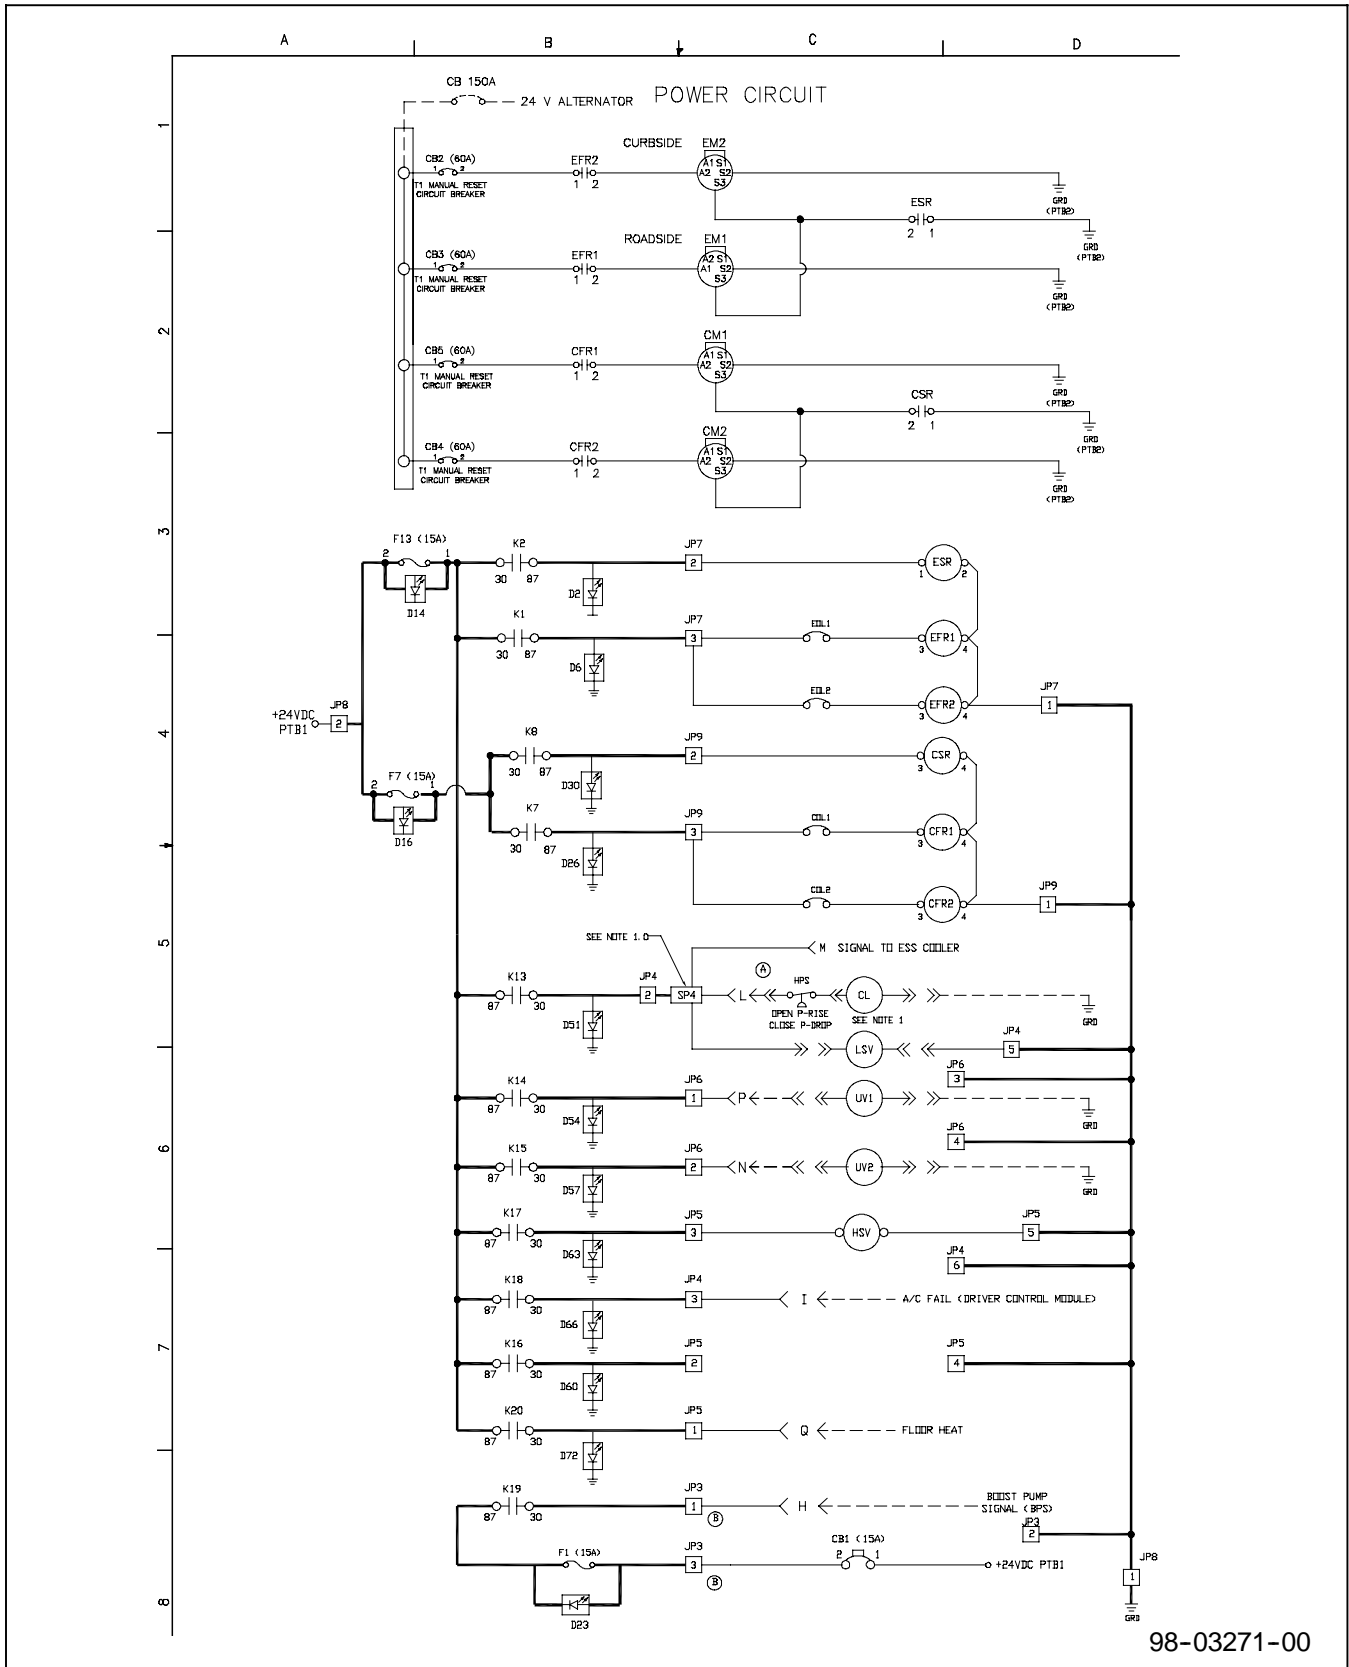 A B C D
CB 150A
24 V ALTERNATOR
POWER CIRCUIT
1
CURBSIDE EM2
CB2 (60A)
1 2
T1 MANUAL RESET
CIRCUIT BREAKER
EFR2
1 2
A1 S1
A2 S2
S3
GRD
(PTB2)
ESR
2 1
GRD
(PTB2)
ROADSIDE EM1
CB3 (60A)
1 2
T1 MANUAL RESET
CIRCUIT BREAKER
EFR1
1 2
A2 S1
A1 S2
S3
GRD
(PTB2)
2
CM1
CB5 (60A)
1 2
T1 MANUAL RESET
CIRCUIT BREAKER
CFR1
1 2
A1 S1
A2 S2
S3
GRD
(PTB2)
CSR
2 1
GRD
(PTB2)
CM2
CB4 (60A)
1 2
T1 MANUAL RESET
CIRCUIT BREAKER
CFR2
1 2
A1 S1
A2 S2
S3
GRD
(PTB2)
3
F13 (15A)
2 1
D14
K2
30 87
D2
JP7
2
1 ESR 2
K1
30 87
D6
JP7
3
EOL1
3 EFR1 4
EOL2
3 EFR2 4
JP7
1
+24VDC
PTB1
JP8
2
4
K8
30 87
D30
JP9
2
3 CSR 4
F7 (15A)
2 1
D16
K7
30 87
D26
JP9
3
COL1
3 CFR1 4
COL2
3 CFR2 4
JP9
1
5
SEE NOTE 1.0
M SIGNAL TO ESS COOLER
K13
87 30
D51
JP4
2
SP4
L
A
HPS
OPEN P-RISE
CLOSE P-DROP
CL
SEE NOTE 1
GRD
LSV
JP4
5
JP6
3
K14
87 30
D54
JP6
1
P
UV1
GRD
JP6
4
6
K15
87 30
D57
JP6
2
N
UV2
GRD
K17
87 30
D63
JP5
3
HSV
JP5
5
JP4
6
K18
87 30
D66
JP4
3
I
A/C FAIL (DRIVER CONTROL MODULE)
7
K16
87 30
D60
JP5
2
JP5
4
K20
87 30
D72
JP5
1
Q
FLOOR HEAT
K19
87 30
JP3
1
B
H
BOOST PUMP
SIGNAL (BPS)
JP3
2
F1 (15A)
D23
JP3
3
B
CB1 (15A)
2 1
+24VDC PTB1
JP8
1
GRD
8
98-03271-00